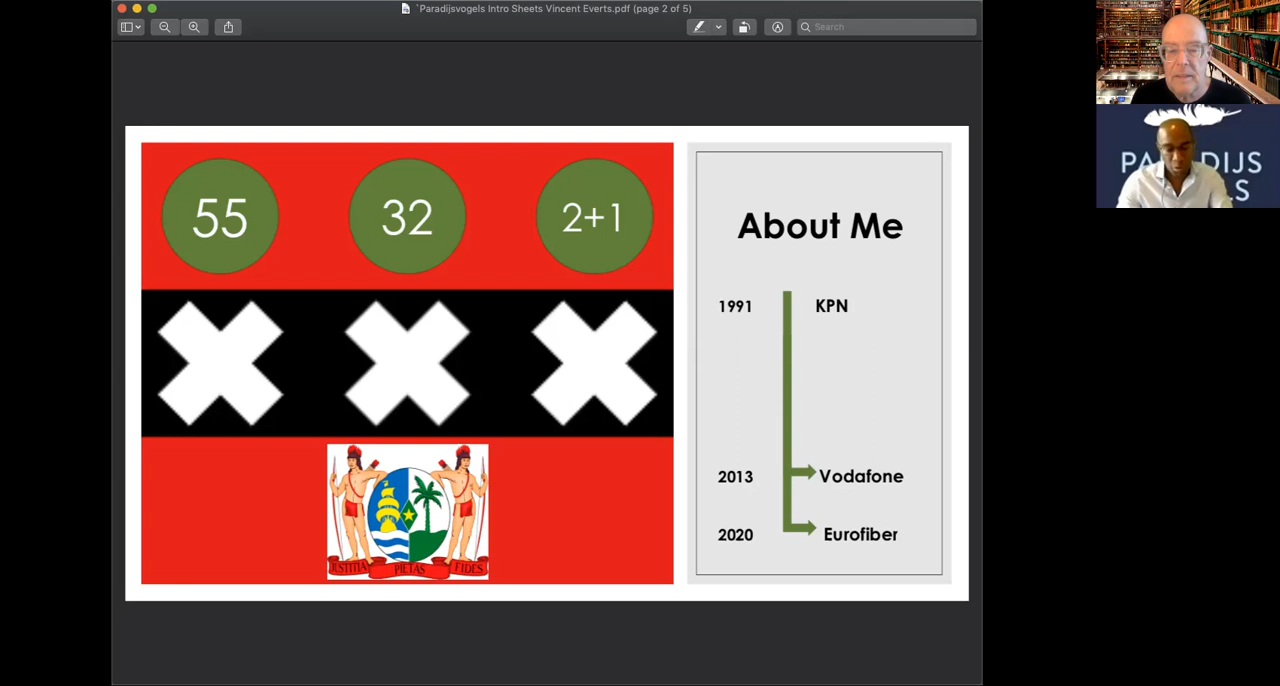 `Paradijsvogels Intro Sheets Vincent Everts.pdf (page 2 of 5)
Search
55
32
2+1
JUSTITIA PIETAS FIDES
About Me
1991 KPN
2013 Vodafone
2020 Eurofiber